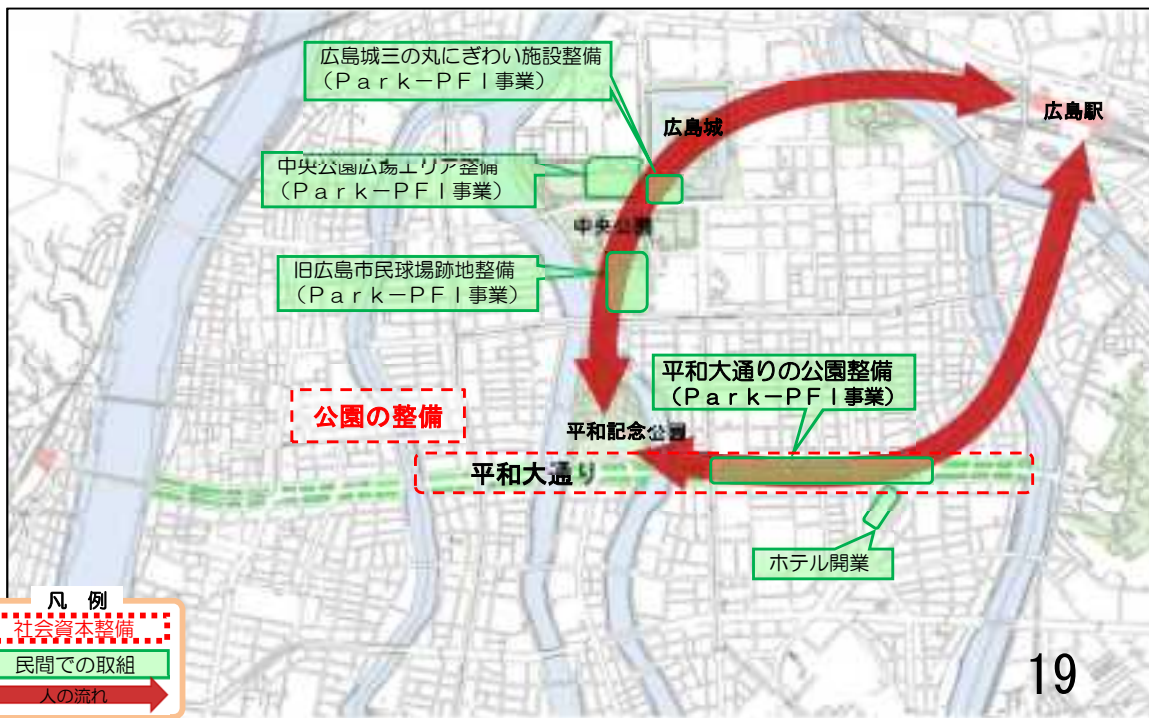 広島城三の丸にぎわい施設整備
（Ｐａｒｋ－ＰＦＩ事業）
広島城
広島駅
中央公園広場エリア整備
（Ｐａｒｋ－ＰＦＩ事業）
中央公園
旧広島市民球場跡地整備
（Ｐａｒｋ－ＰＦＩ事業）
平和大通りの公園整備
（Ｐａｒｋ－ＰＦＩ事業）
公園の整備
平和記念公園
平和大通り
ホテル開業
凡 例
社会資本整備
民間での取組
人の流れ
19